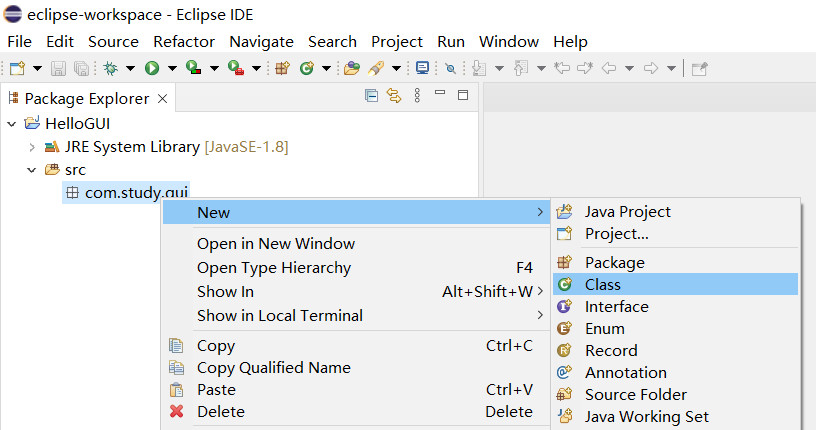 eclipse-workspace - Eclipse IDE
File Edit Source Refactor Navigate Search Project Run Window Help
Package Explorer
HelloGUI
JRE System Library [JavaSE-1.8]
src
com.study.gui
New
Open in New Window
Open Type Hierarchy F4
Show In Alt+Shift+W
Show in Local Terminal
Copy Ctrl+C
Copy Qualified Name
Paste Ctrl+V
Delete Delete
Java Project
Project...
Package
Class
Interface
Enum
Record
Annotation
Source Folder
Java Working Set